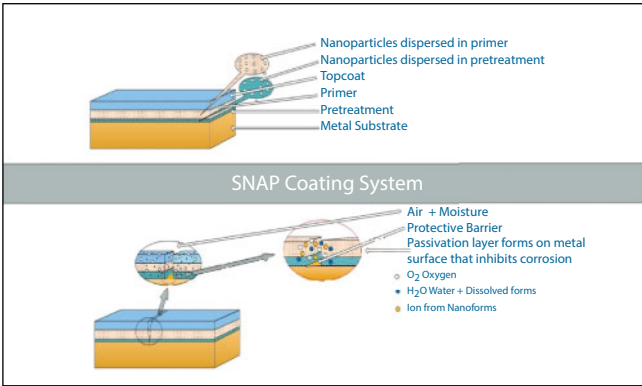 Nanoparticles dispersed in primer
Nanoparticles dispersed in pretreatment
Topcoat
Primer
Pretreatment
Metal Substrate
SNAP Coating System
Air + Moisture
Protective Barrier
Passivation layer forms on metal
surface that inhibits corrosion
O₂ Oxygen
H₂O Water + Dissolved forms
Ion from Nanoforms